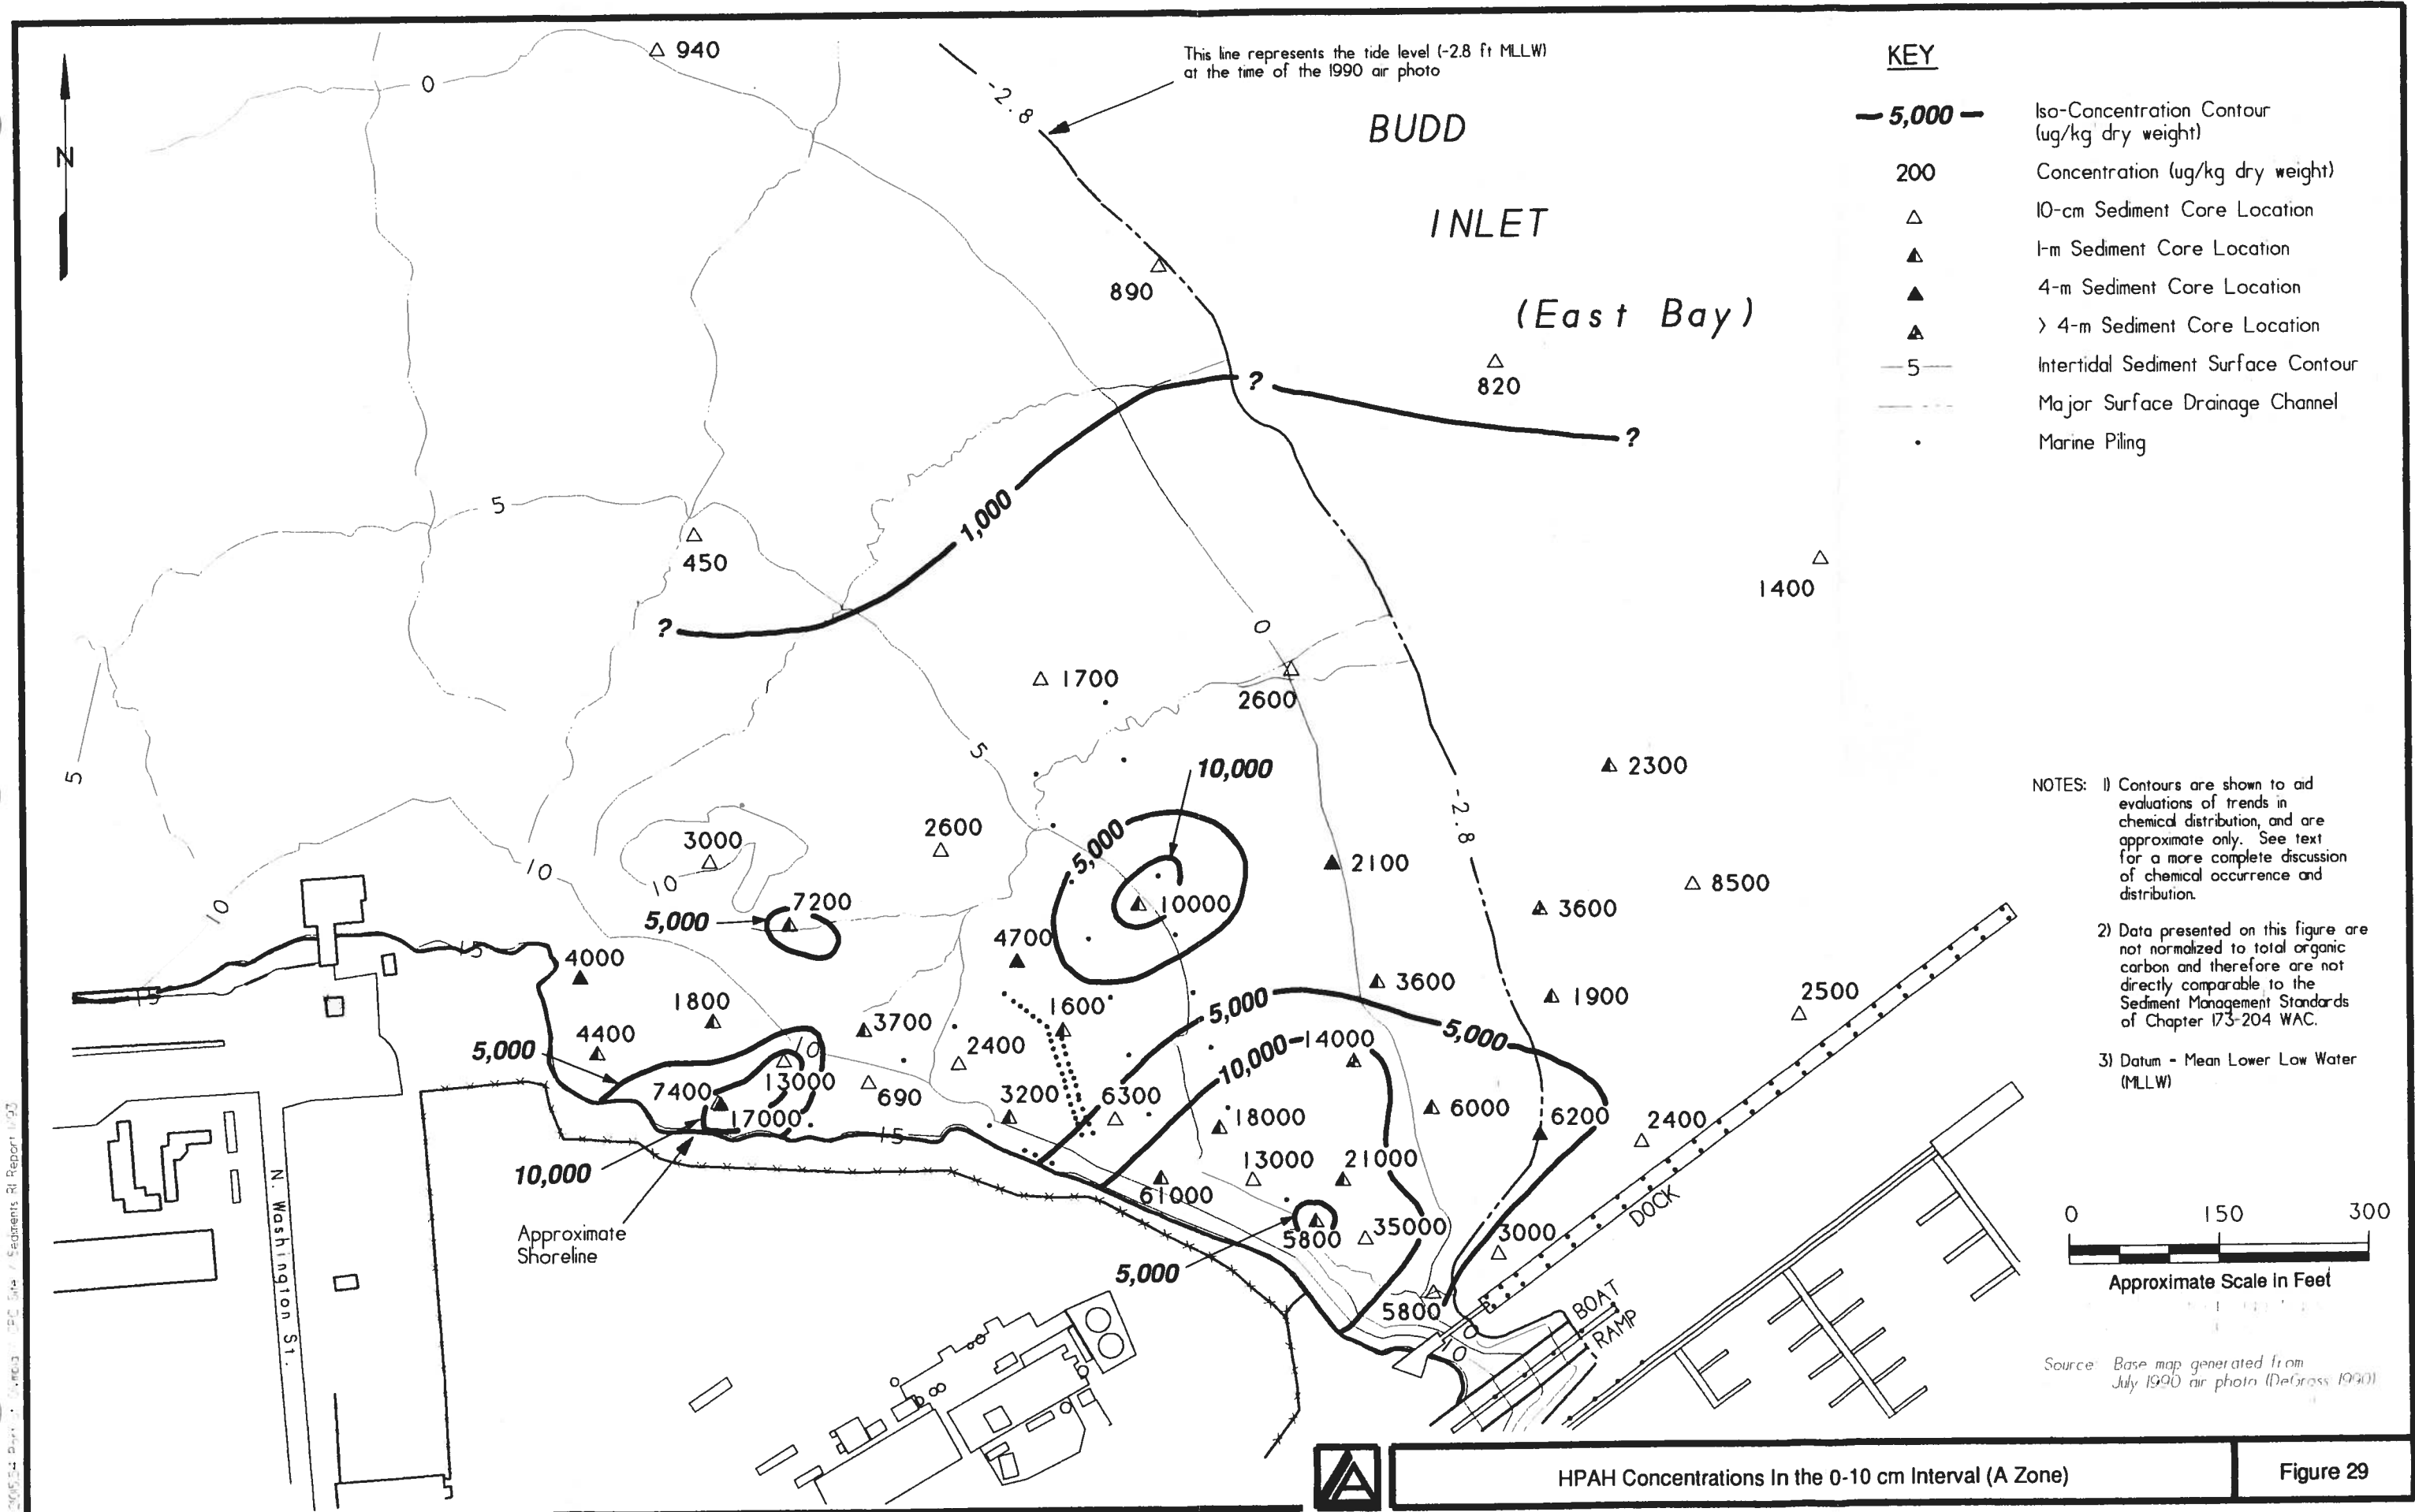 940
0
This line represents the tide level (-2.8 ft MLLW)
at the time of the 1990 air photo
-2.8
KEY
BUDD
INLET
(East Bay)
N
5,000
Iso-Concentration Contour
(ug/kg dry weight)
200
Concentration (ug/kg dry weight)
10-cm Sediment Core Location
1-m Sediment Core Location
4-m Sediment Core Location
> 4-m Sediment Core Location
5
Intertidal Sediment Surface Contour
Major Surface Drainage Channel
Marine Piling
890
820
?
?
5
1,000
450
1400
?
0
1700
2600
5
5
10,000
2300
-2.8
NOTES: 1) Contours are shown to aid
evaluations of trends in
chemical distribution, and are
approximate only. See text
for a more complete discussion
of chemical occurrence and
distribution.
2) Data presented on this figure are
not normalized to total organic
carbon and therefore are not
directly comparable to the
Sediment Management Standards
of Chapter 173-204 WAC.
3) Datum - Mean Lower Low Water
(MLLW)
3000
2600
5,000
2100
10
10
8500
10
7200
5,000
10000
3600
4700
15
4000
15
3600
1900
2500
1800
1600
5,000
5,000
4400
3700
2400
10,000
14000
5,000
10
7400
13000
690
3200
6300
6000
6200
2400
17000
15
18000
10,000
13000
21000
61000
N. Washington St.
Approximate
Shoreline
5800
35000
3000
DOCK
5,000
5800
BOAT
RAMP
0
10
0 150 300
Approximate Scale in Feet
Source: Base map generated from
July 1990 air photo (DeGross 1990)
HPAH Concentrations In the 0-10 cm Interval (A Zone)
Figure 29